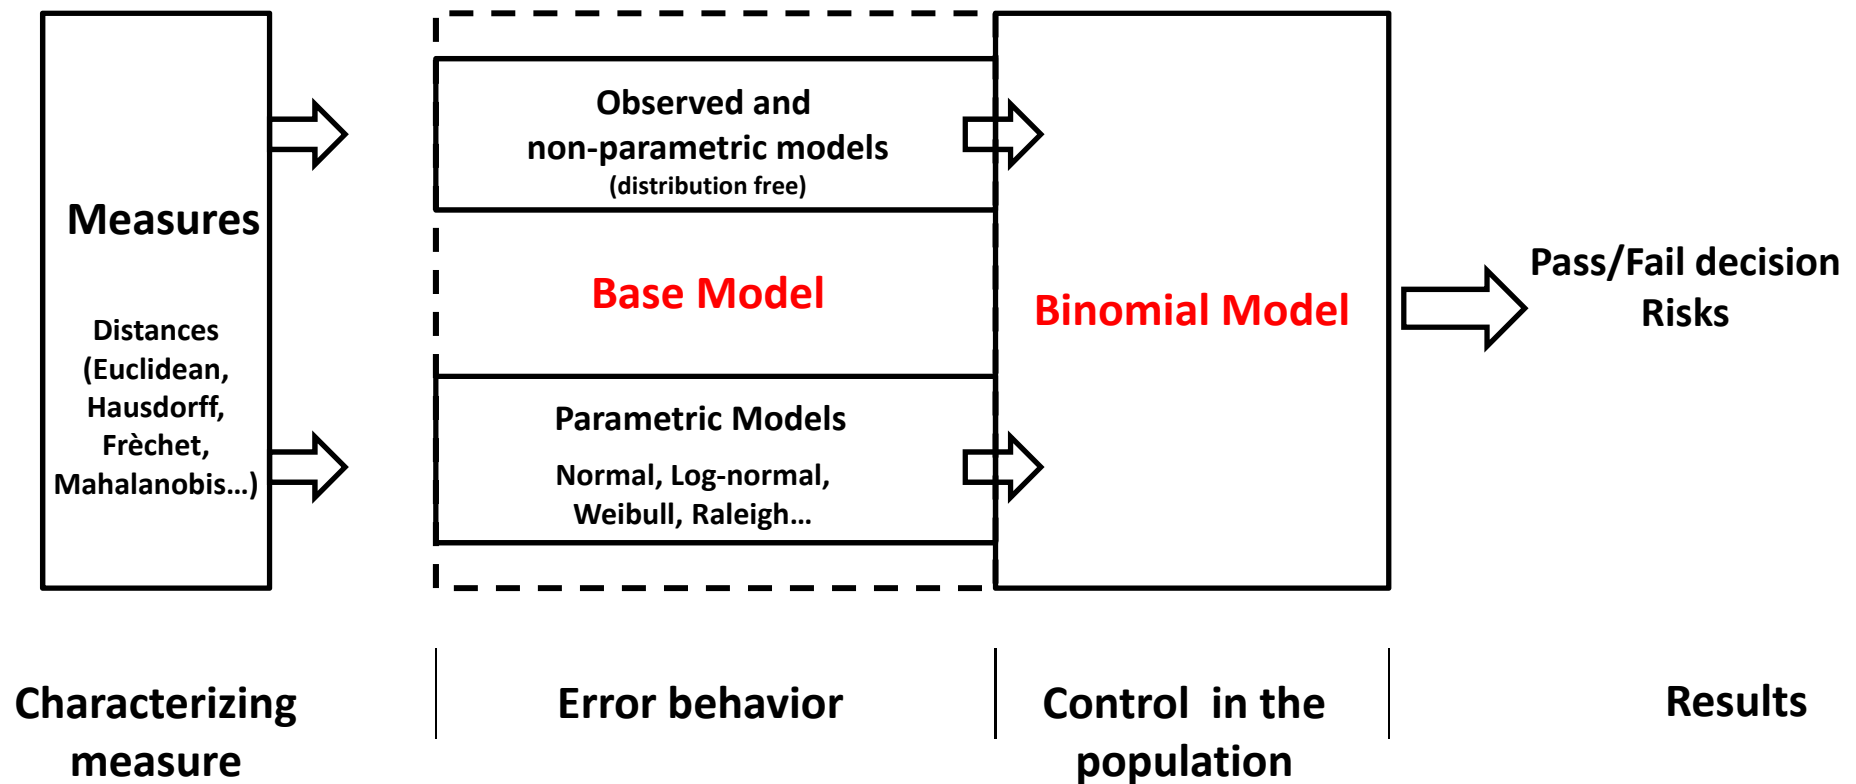 Measures
Distances
(Euclidean,
Hausdorff,
Frèchet,
Mahalanobis…)
Observed and
non-parametric models
(distribution free)
Base Model
Parametric Models
Normal, Log-normal,
Weibull, Raleigh…
Binomial Model
Pass/Fail decision
Risks
Characterizing
measure
Error behavior
Control in the
population
Results